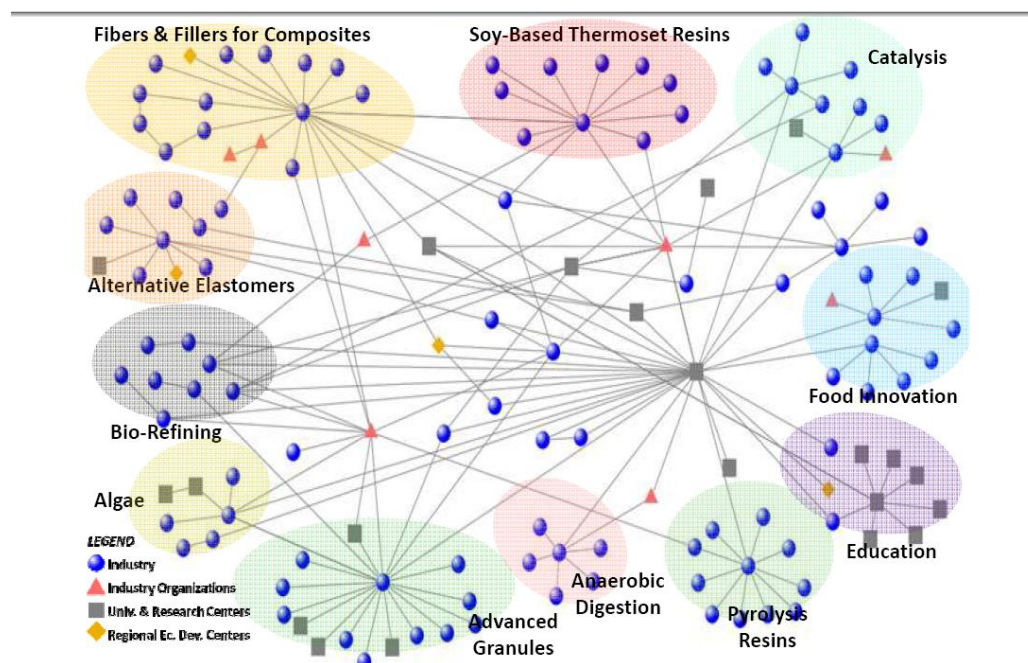 Fibers & Fillers for Composites
Soy-Based Thermoset Resins
Catalysis
Alternative Elastomers
Food Innovation
Bio-Refining
Algae
Education
LEGEND
Industry
Industry Organizations
Univ. & Research Centers
Regional Ec. Dev. Centers
Advanced
Granules
Anaerobic
Digestion
Pyrolysis
Resins